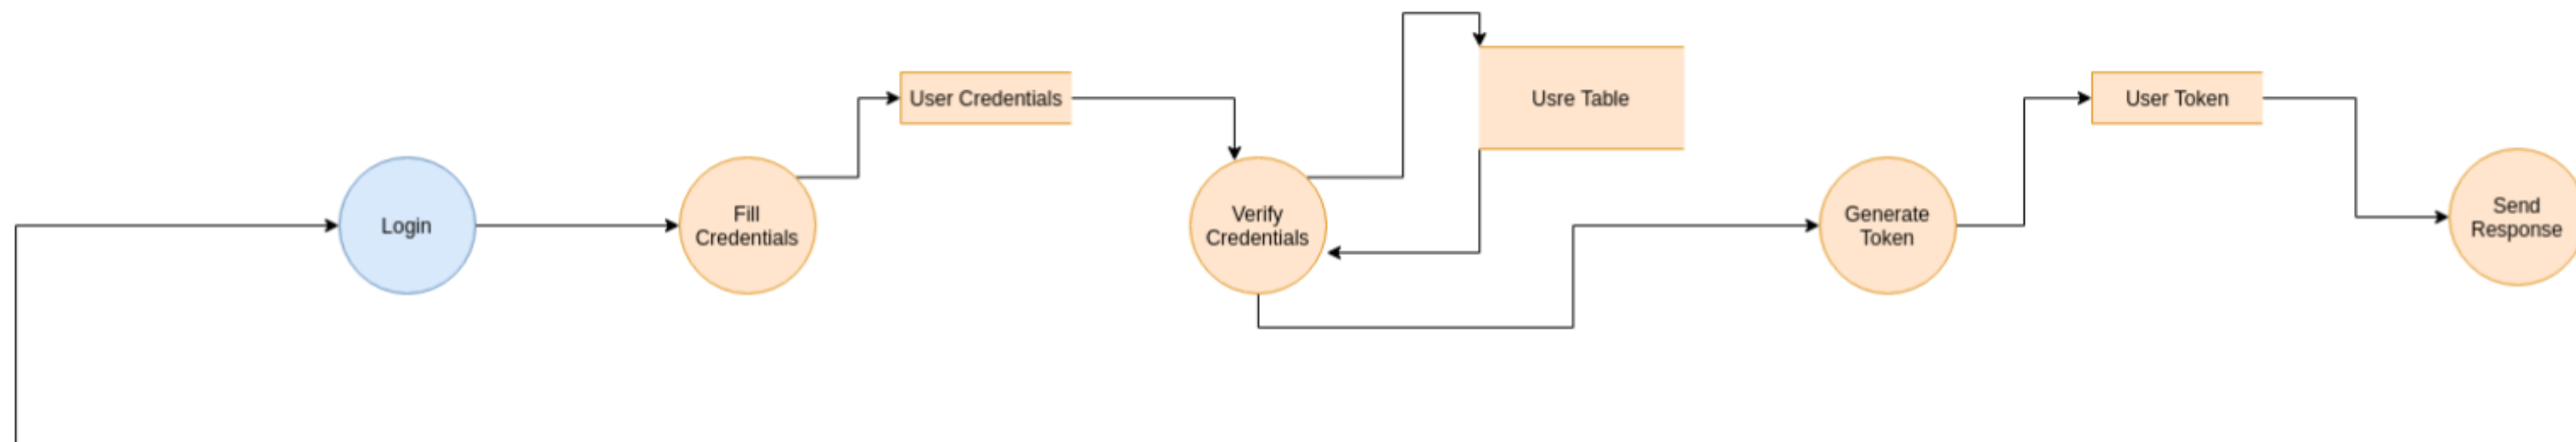 User Credentials
Usre Table
User Token
Login
Fill
Credentials
Verify
Credentials
Generate
Token
Send
Response